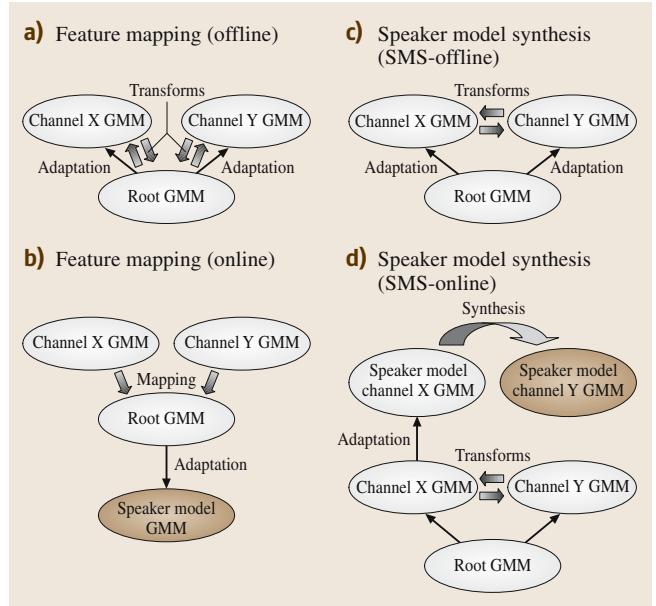 a) Feature mapping (offline)
Transforms
Channel X GMM
Channel Y GMM
Adaptation
Adaptation
Root GMM
b) Feature mapping (online)
Channel X GMM
Channel Y GMM
Mapping
Root GMM
Adaptation
Speaker model
GMM
c) Speaker model synthesis
(SMS-offline)
Transforms
Channel X GMM
Channel Y GMM
Adaptation
Adaptation
Root GMM
d) Speaker model synthesis
(SMS-online)
Synthesis
Speaker model
channel X GMM
Speaker model
channel Y GMM
Adaptation
Transforms
Channel X GMM
Channel Y GMM
Root GMM